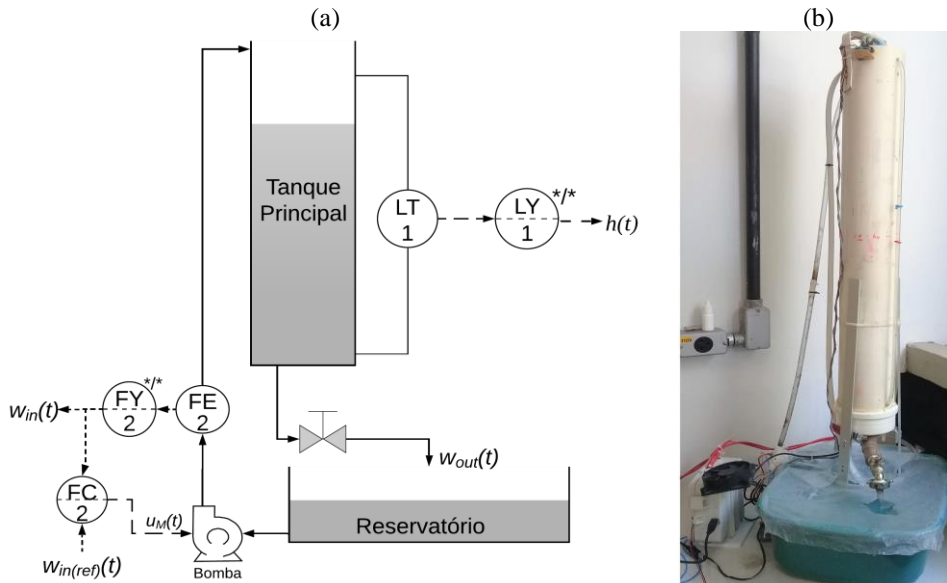 (a)
(b)
Tanque
Principal
LT
1
LY
1
*/*
h(t)
w_in(t)
FY
2
*/*
FE
2
w_out(t)
FC
2
u_M(t)
Reservatório
Bomba
w_in(ref)(t)